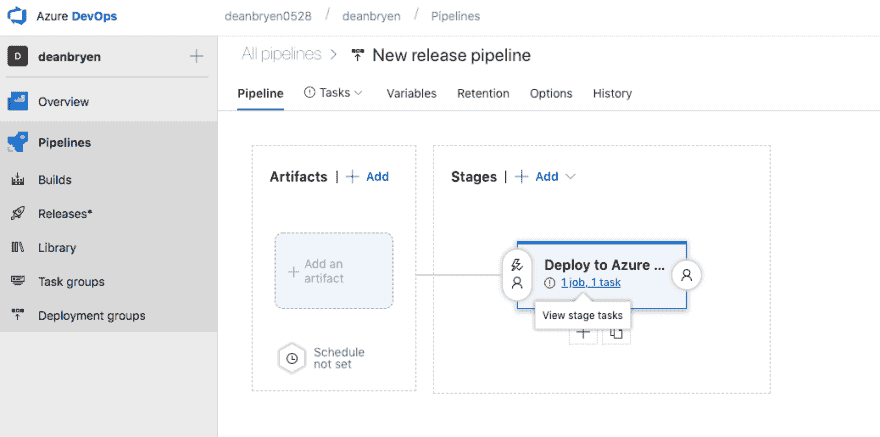 Azure DevOps
deanbryen0528 / deanbryen / Pipelines
D deanbryen
All pipelines > New release pipeline
Pipeline Tasks Variables Retention Options History
Overview
Pipelines
Builds
Releases*
Library
Task groups
Deployment groups
Artifacts | + Add
Add an
artifact
Schedule
not set
Stages | + Add
Deploy to Azure ...
1 job, 1 task
View stage tasks